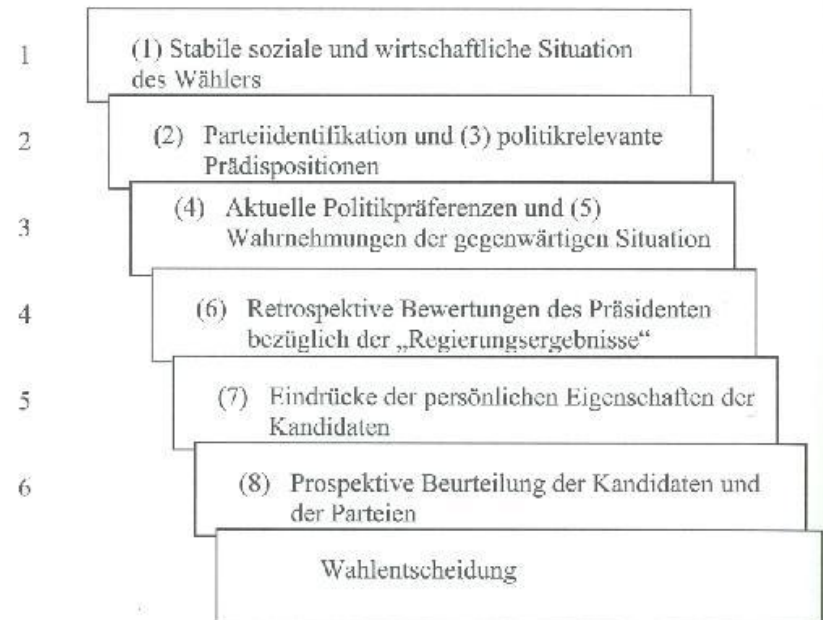 1
(1) Stabile soziale und wirtschaftliche Situation
des Wählers
2
(2) Parteiidentifikation und (3) politikrelevante
Prädispositionen
3
(4) Aktuelle Politikpräferenzen und (5)
Wahrnehmungen der gegenwärtigen Situation
4
(6) Retrospektive Bewertungen des Präsidenten
bezüglich der „Regierungsergebnisse“
5
(7) Eindrücke der persönlichen Eigenschaften der
Kandidaten
6
(8) Prospektive Beurteilung der Kandidaten und
der Parteien
Wahlentscheidung